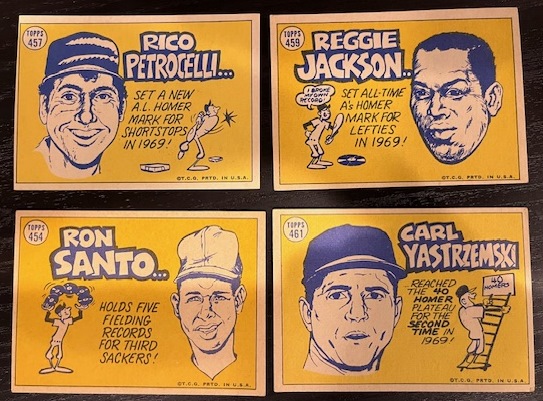 TOPPS
457
RICO
PETROCELLI...
SET A NEW
A.L. HOMER
MARK FOR
SHORTSTOPS
IN 1969!
©T.C.G. PRTD. IN U.S.A.
TOPPS
459
REGGIE
JACKSON..
I BROKE
MY OWN
RECORD!
SET ALL-TIME
A's HOMER
MARK FOR
LEFTIES
IN 1969!
©T.C.G. PRTD. IN U.S.A.
TOPPS
454
RON
SANTO...
HOLDS FIVE
FIELDING
RECORDS
FOR THIRD
SACKERS!
©T.C.G. PRTD. IN U.S.A.
TOPPS
461
CARL
YASTRZEMSKI
REACHED
THE 40
HOMER
PLATEAU
FOR THE
SECOND
TIME IN
1969!
40
HOMERS
©T.C.G. PRTD. IN U.S.A.